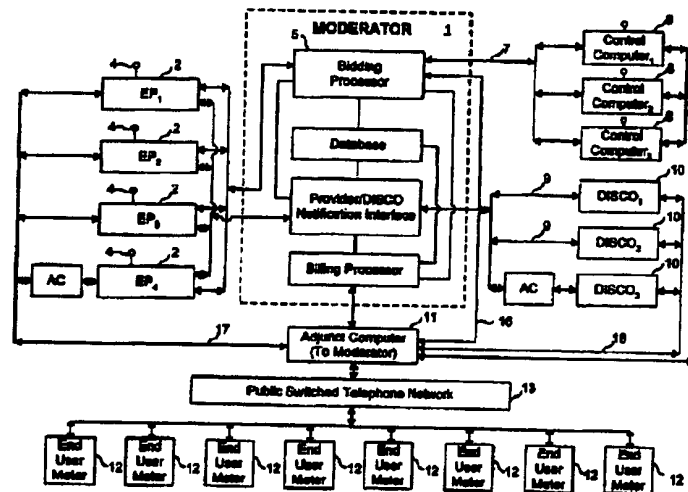 MODERATOR 1
5
Bidding
Processor
Database
Provider/DISCO
Notification Interface
Billing Processor
4 2
EP1
4 2
EP2
4 2
EP3
4 2
AC
EP4
7
Control
Computer1
Control
Computer2
8
Control
Computer3
8
9
DISCO1
10
9
DISCO2
10
AC
DISCO3
10
17
11
Adjunct Computer
(To Moderator)
16
18
Public Switched Telephone Network
13
End
User
Meter
12
End
User
Meter
12
End
User
Meter
12
End
User
Meter
12
End
User
Meter
12
End
User
Meter
12
End
User
Meter
12
End
User
Meter
12